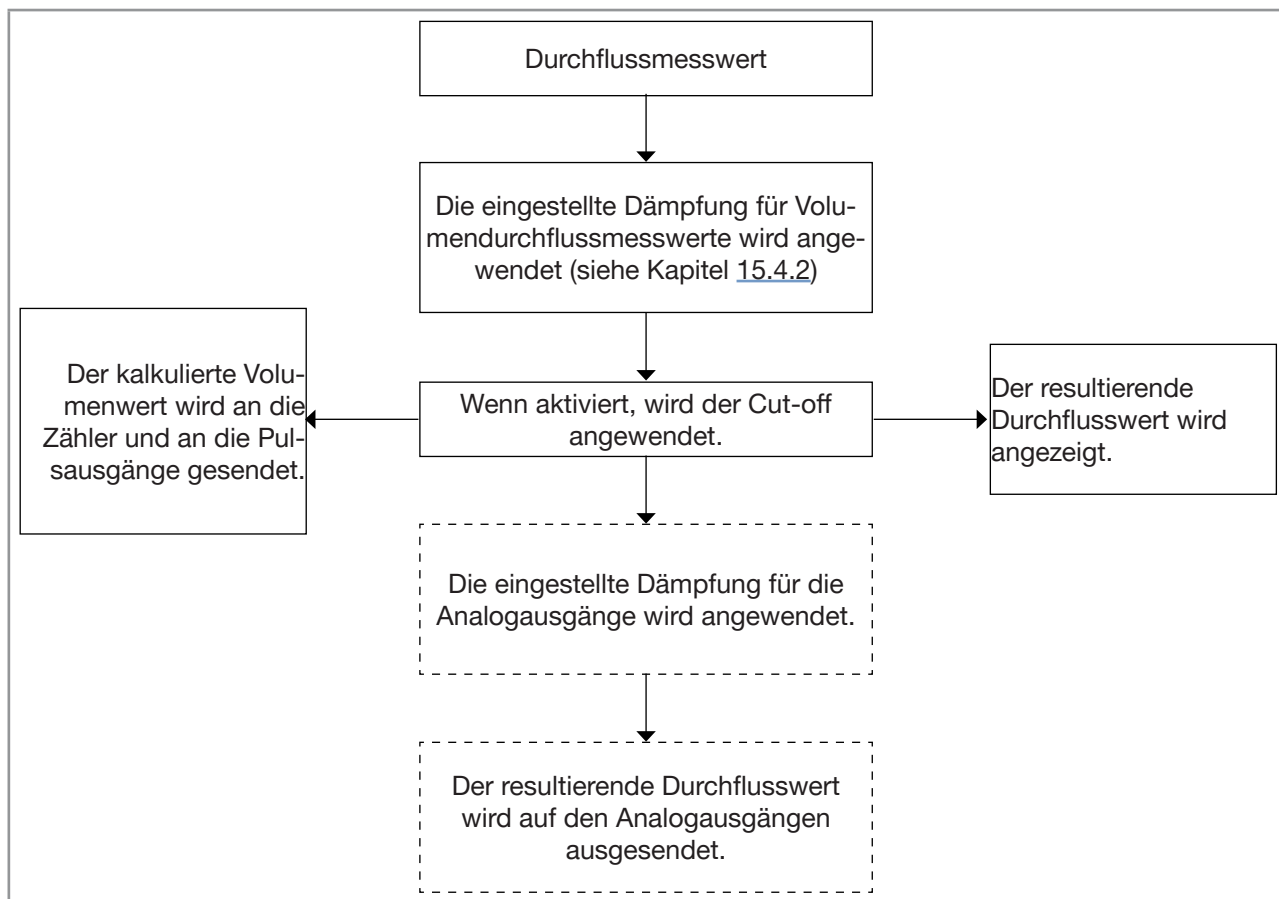 Durchflussmesswert
Die eingestellte Dämpfung für Volu-
mendurchflussmesswerte wird ange-
wendet (siehe Kapitel 15.4.2)
Der kalkulierte Volu-
menwert wird an die
Zähler und an die Pul-
sausgänge gesendet.
Wenn aktiviert, wird der Cut-off
angewendet.
Der resultierende
Durchflusswert wird
angezeigt.
Die eingestellte Dämpfung für die
Analogausgänge wird angewendet.
Der resultierende Durchflusswert
wird auf den Analogausgängen
ausgesendet.